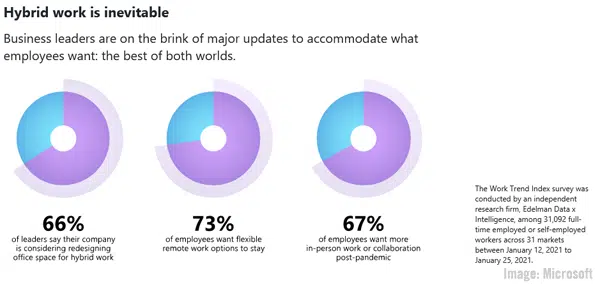 Hybrid work is inevitable
Business leaders are on the brink of major updates to accommodate what
employees want: the best of both worlds.
66%
of leaders say their company
is considering redesigning
office space for hybrid work
73%
of employees want flexible
remote work options to stay
67%
of employees want more
in-person work or collaboration
post-pandemic
The Work Trend Index survey was
conducted by an independent
research firm, Edelman Data x
Intelligence, among 31,092 full-
time employed or self-employed
workers across 31 markets
between January 12, 2021 to
January 25, 2021.
Image: Microsoft